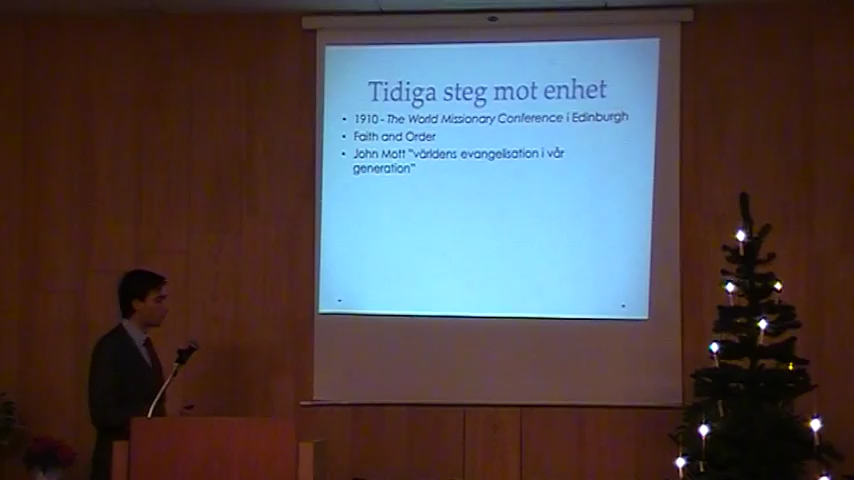 Tidiga steg mot enhet
• 1910 - The World Missionary Conference i Edinburgh
• Faith and Order
• John Mott "världens evangelisation i vår
generation"